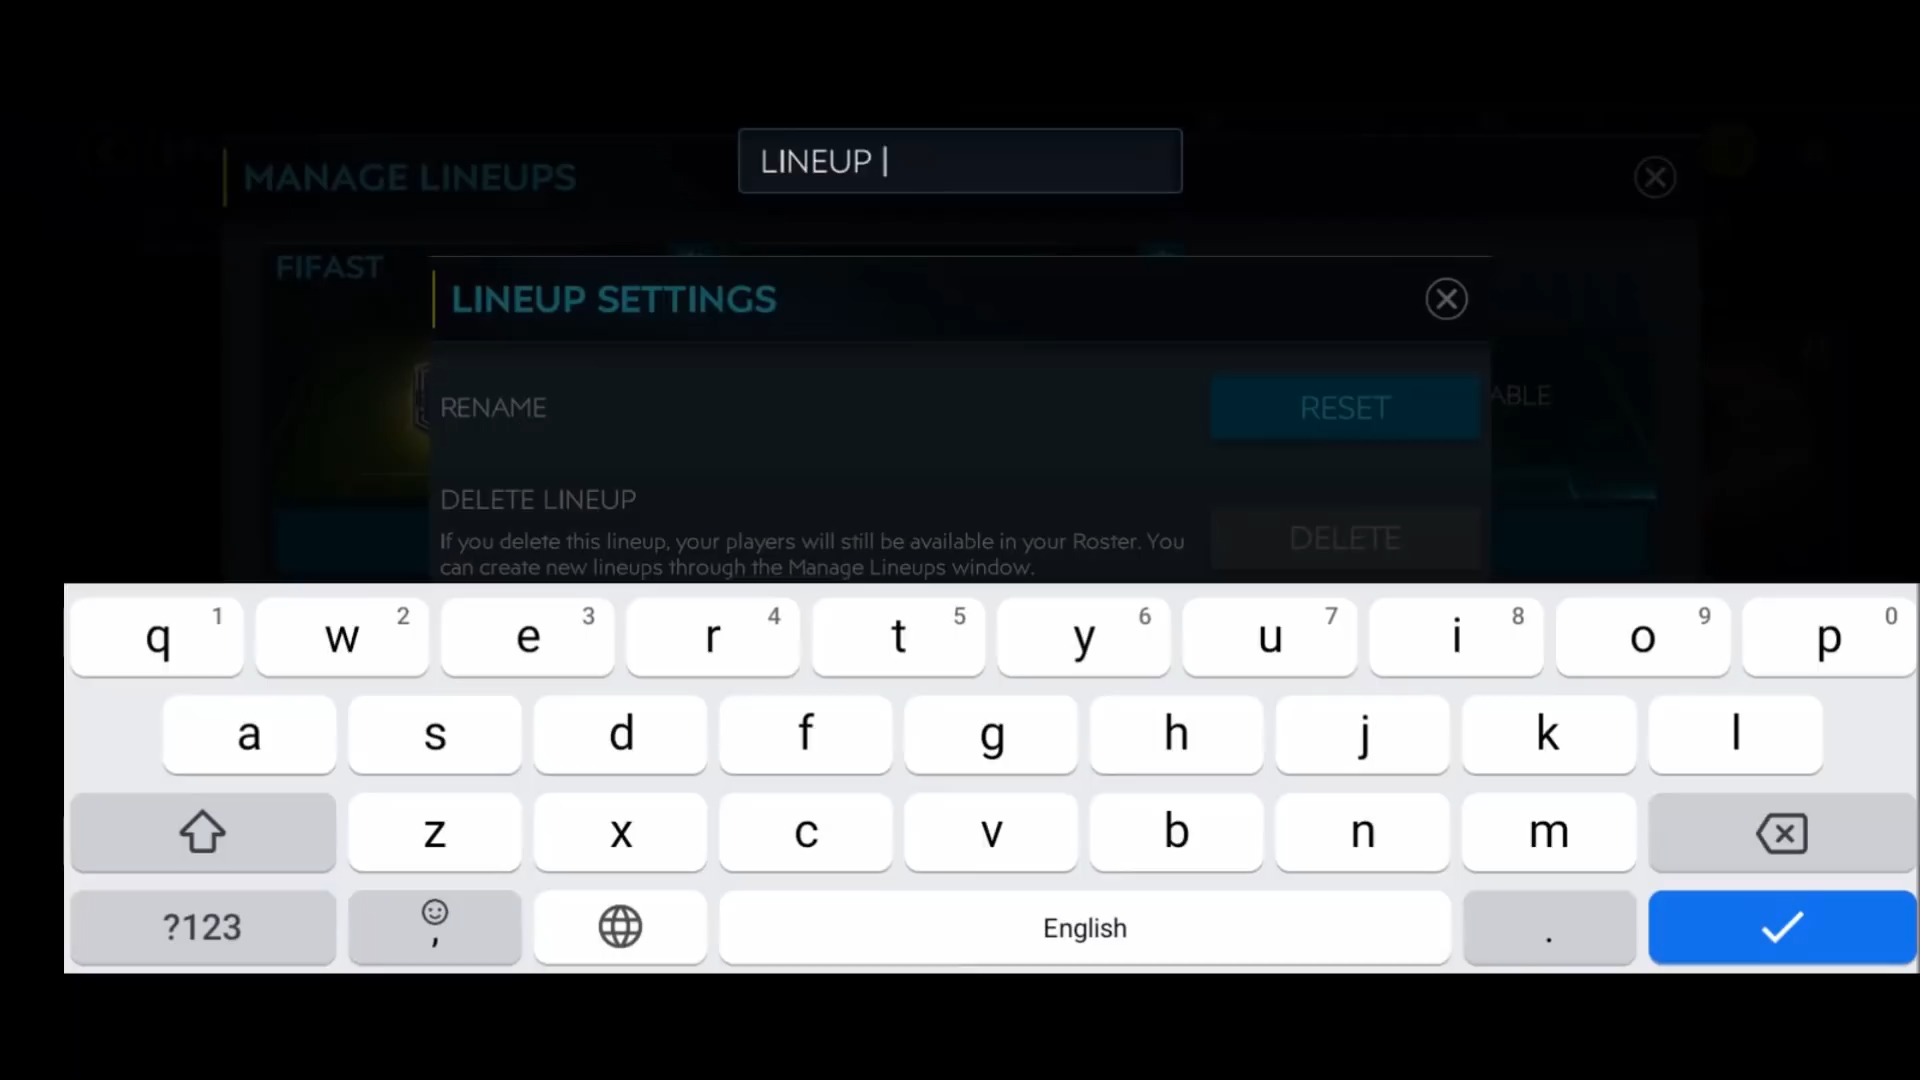 LINEUP
MANAGE LINEUPS
FIFAST
LINEUP SETTINGS
RENAME
RESET
ABLE
DELETE LINEUP
If you delete this lineup, your players will still be available in your Roster. You
can create new lineups through the Manage Lineups window.
DELETE
q 1 w 2 e 3 r 4 t 5 y 6 u 7 i 8 o 9 p 0
a s d f g h j k l
z x c v b n m
?123 , English .